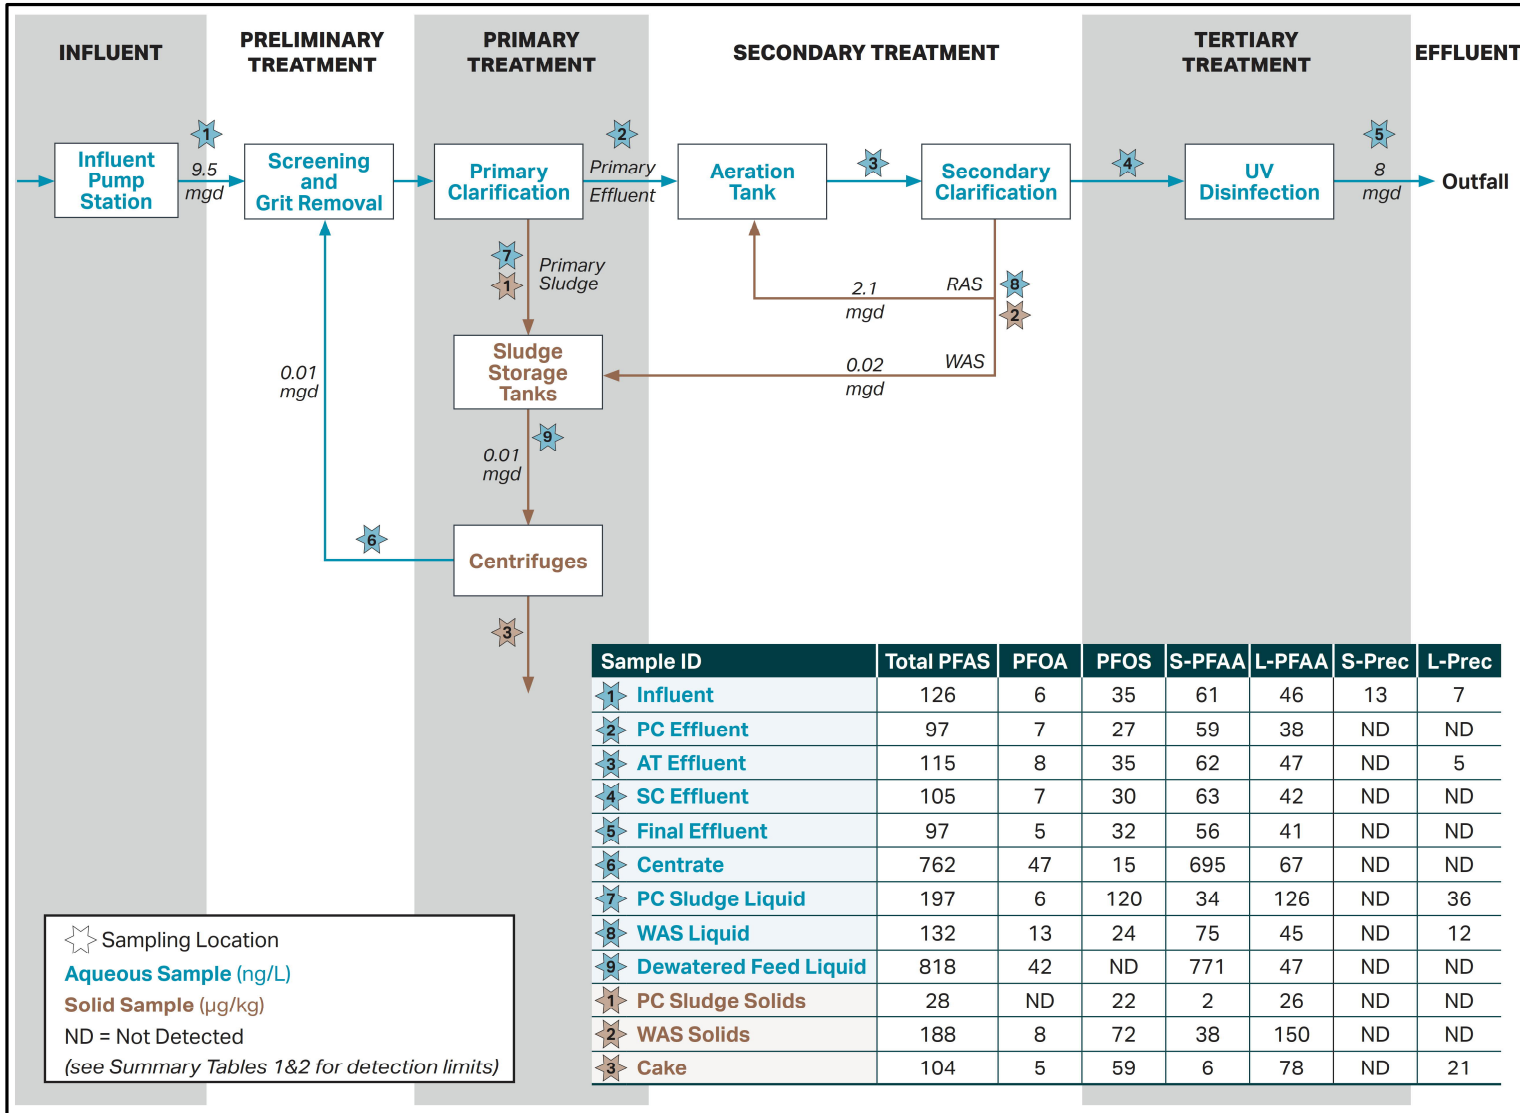 INFLUENT
PRELIMINARY
TREATMENT
PRIMARY
TREATMENT
SECONDARY TREATMENT
TERTIARY
TREATMENT
EFFLUENT
1
2
3
4
5
Influent
Pump
Station
9.5
mgd
Screening
and
Grit Removal
Primary
Clarification
Primary
Effluent
Aeration
Tank
Secondary
Clarification
UV
Disinfection
8
mgd
Outfall
7
1
Primary
Sludge
2.1
mgd
RAS
8
2
Sludge
Storage
Tanks
0.02
mgd
WAS
0.01
mgd
9
0.01
mgd
6
Centrifuges
3
Sample ID Total PFAS PFOA PFOS S-PFAA L-PFAA S-Prec L-Prec
1 Influent 126 6 35 61 46 13 7
2 PC Effluent 97 7 27 59 38 ND ND
3 AT Effluent 115 8 35 62 47 ND 5
4 SC Effluent 105 7 30 63 42 ND ND
5 Final Effluent 97 5 32 56 41 ND ND
6 Centrate 762 47 15 695 67 ND ND
7 PC Sludge Liquid 197 6 120 34 126 ND 36
8 WAS Liquid 132 13 24 75 45 ND 12
9 Dewatered Feed Liquid 818 42 ND 771 47 ND ND
1 PC Sludge Solids 28 ND 22 2 26 ND ND
2 WAS Solids 188 8 72 38 150 ND ND
3 Cake 104 5 59 6 78 ND 21
Sampling Location
Aqueous Sample (ng/L)
Solid Sample (µg/kg)
ND = Not Detected
(see Summary Tables 1&2 for detection limits)